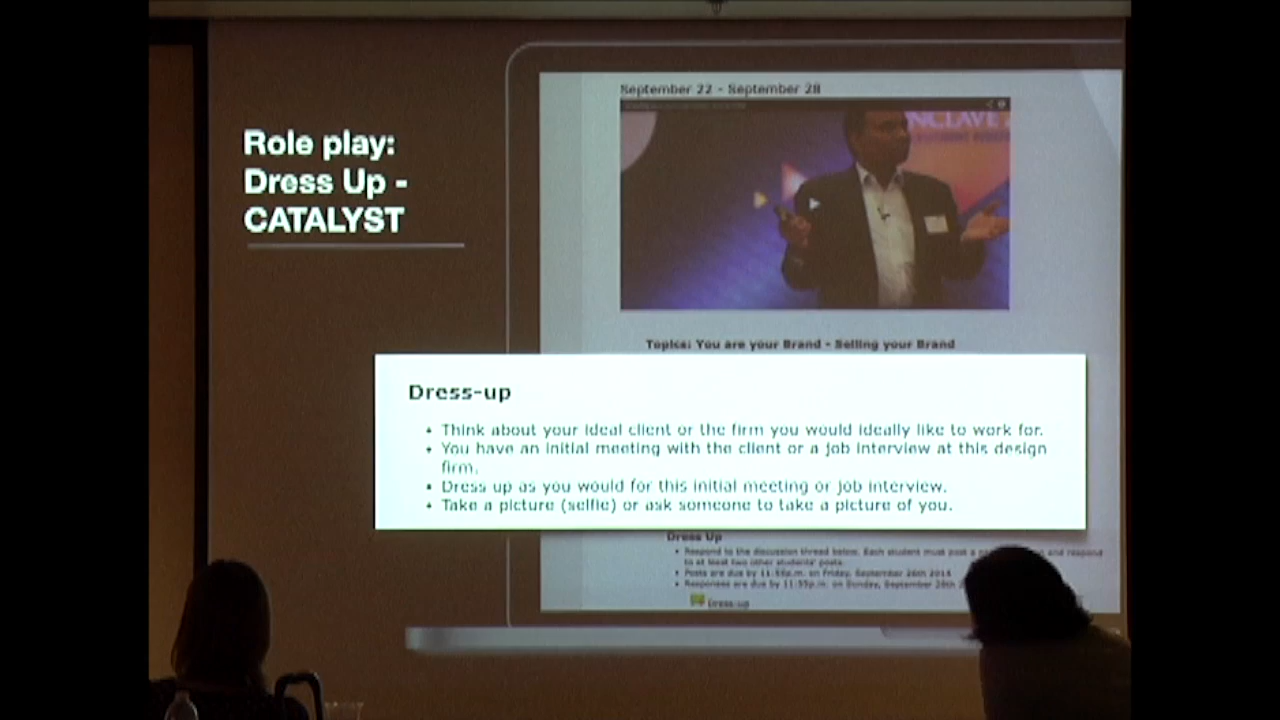 Role play:
Dress Up -
CATALYST
September 22 - September 28
NCLAVE
Topics: You are your Brand - Selling your Brand
Dress-up
• Think about your ideal client or the firm you would ideally like to work for.
• You have an initial meeting with the client or a job interview at this design
firm.
• Dress up as you would for this initial meeting or job interview.
• Take a picture (selfie) or ask someone to take a picture of you.
Dress Up
• Respond to the discussion thread below. Each student must post a and respond
to at least two other students' posts.
• Posts are due by 11:55p.m. on Friday, September 26th 2014
• Responses are due by 11:55p.m. on Sunday, September 28th
Dress-up